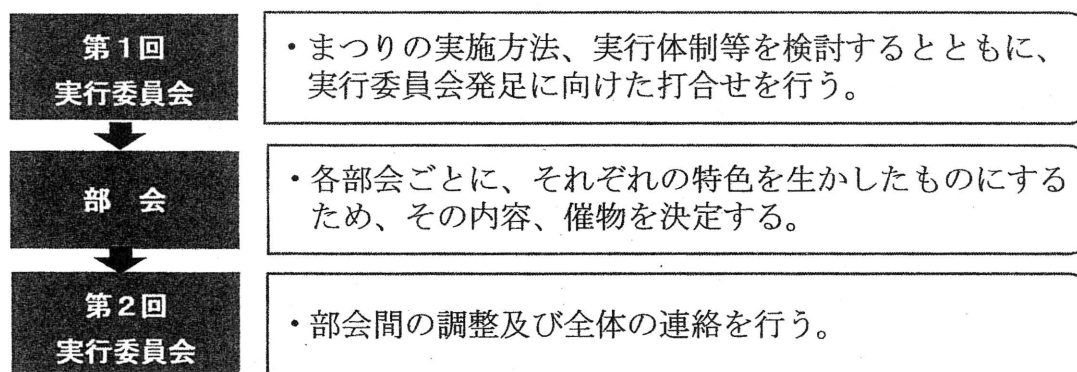 第1回
実行委員会
・まつりの実施方法、実行体制等を検討するとともに、
実行委員会発足に向けた打合せを行う。
部 会
・各部会ごとに、それぞれの特色を生かしたものにする
ため、その内容、催物を決定する。
第2回
実行委員会
・部会間の調整及び全体の連絡を行う。